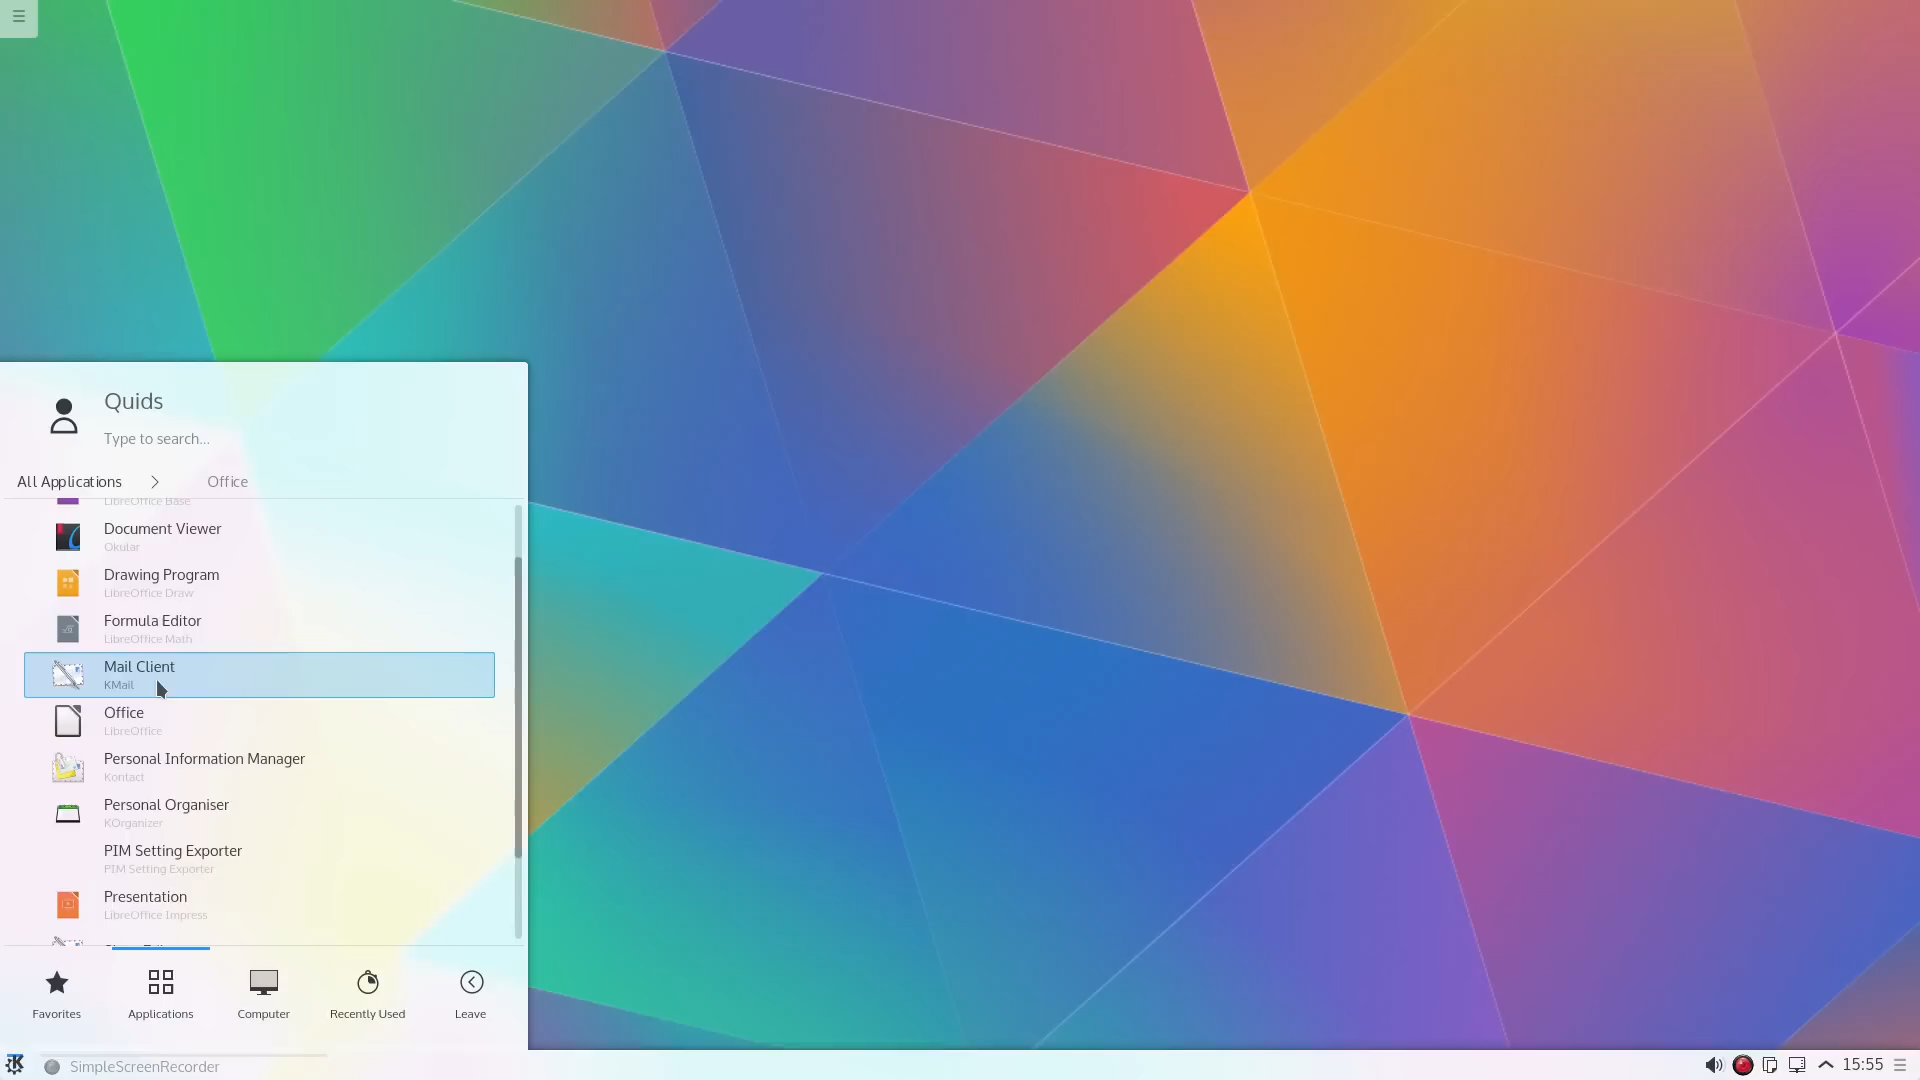 Quids
Type to search...
All Applications
Office
LibreOffice Base
Document Viewer
Okular
Drawing Program
LibreOffice Draw
Formula Editor
LibreOffice Math
Mail Client
KMail
Office
LibreOffice
Personal Information Manager
Kontact
Personal Organiser
KOrganizer
PIM Setting Exporter
PIM Setting Exporter
Presentation
LibreOffice Impress
Favorites
Applications
Computer
Recently Used
Leave
SimpleScreenRecorder
15:55